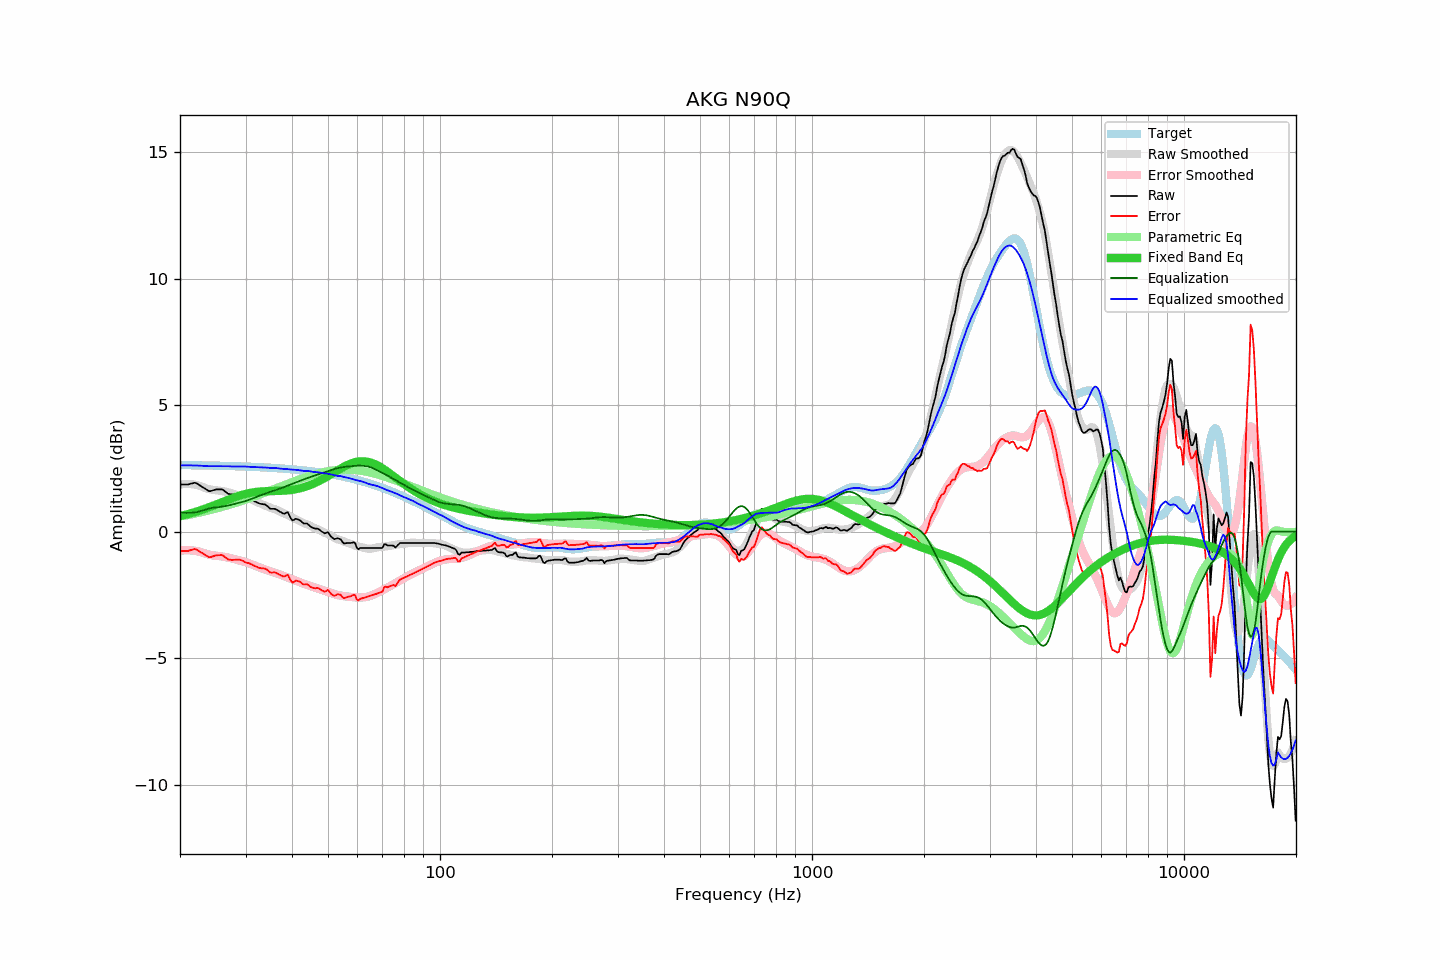 AKG N90Q
Target
Raw Smoothed
Error Smoothed
Raw
Error
Parametric Eq
Fixed Band Eq
Equalization
Equalized smoothed
15
10
5
0
−5
−10
Amplitude (dBr)
100
1000
10000
Frequency (Hz)